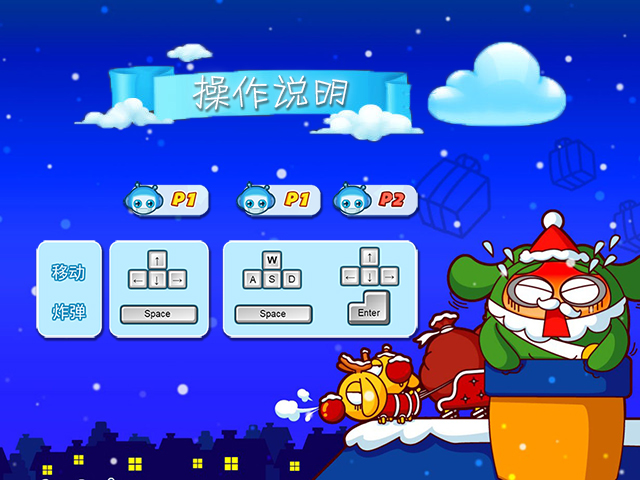 操作说明
P1 P1 P2
移动 ↑ W ↑
← ↓ → A S D ← ↓ →
炸弹 Space Space Enter